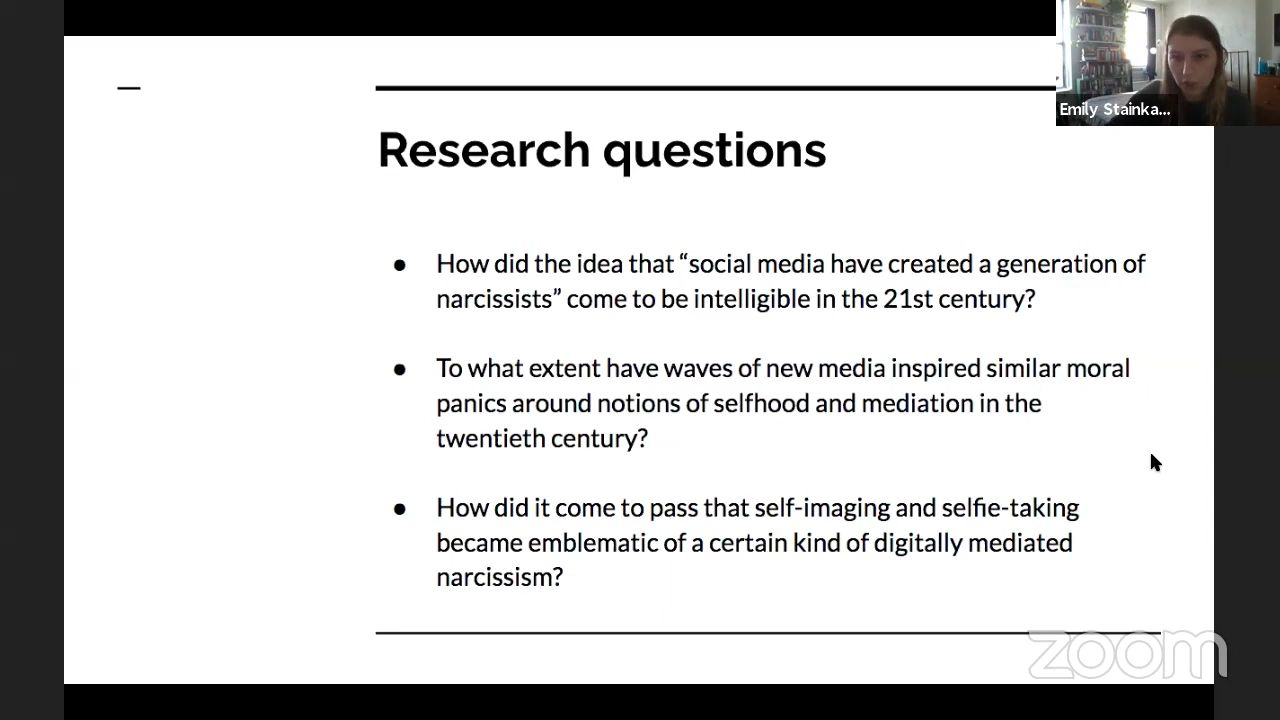 Emily Stainka...
Research questions
● How did the idea that “social media have created a generation of
narcissists” come to be intelligible in the 21st century?
● To what extent have waves of new media inspired similar moral
panics around notions of selfhood and mediation in the
twentieth century?
● How did it come to pass that self-imaging and selfie-taking
became emblematic of a certain kind of digitally mediated
narcissism?
zoom